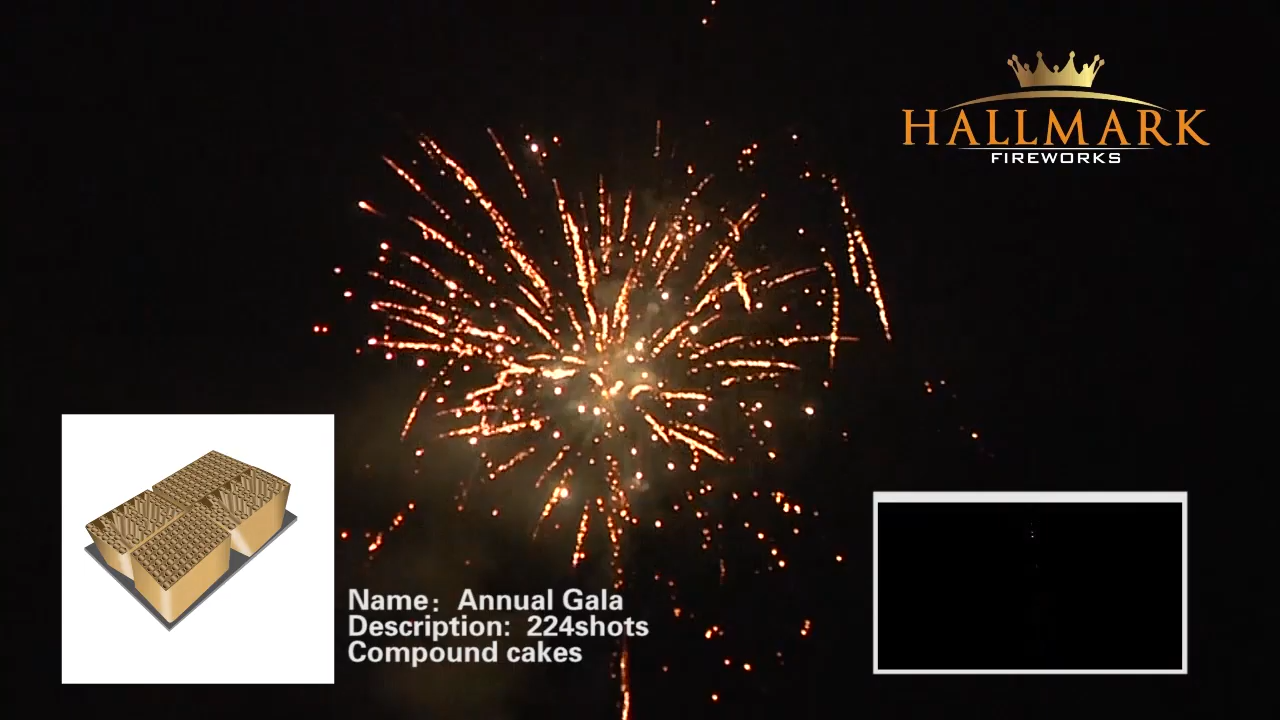 HALLMARK
FIREWORKS
Name： Annual Gala
Description: 224shots
Compound cakes